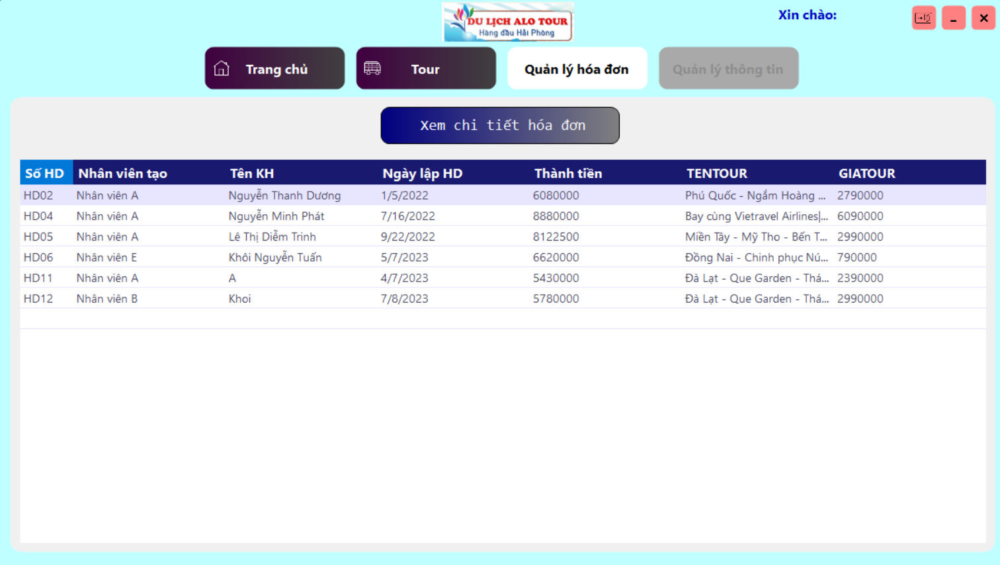 DU LỊCH ALO TOUR
Hàng đầu Hải Phòng
Xin chào:
Trang chủ
Tour
Quản lý hóa đơn
Quản lý thông tin
Xem chi tiết hóa đơn
Số HD Nhân viên tạo Tên KH Ngày lập HD Thành tiền TENTOUR GIATOUR
HD02 Nhân viên A Nguyễn Thanh Dương 1/5/2022 6080000 Phú Quốc - Ngắm Hoàng ... 2790000
HD04 Nhân viên A Nguyễn Minh Phát 7/16/2022 8880000 Bay cùng Vietravel Airlines|... 6090000
HD05 Nhân viên A Lê Thị Diễm Trinh 9/22/2022 8122500 Miền Tây - Mỹ Tho - Bến T... 2990000
HD06 Nhân viên E Khôi Nguyễn Tuấn 5/7/2023 6620000 Đồng Nai - Chinh phục Nú... 790000
HD11 Nhân viên A A 4/7/2023 5430000 Đà Lạt - Que Garden - Thá... 2390000
HD12 Nhân viên B Khoi 7/8/2023 5780000 Đà Lạt - Que Garden - Thá... 2990000